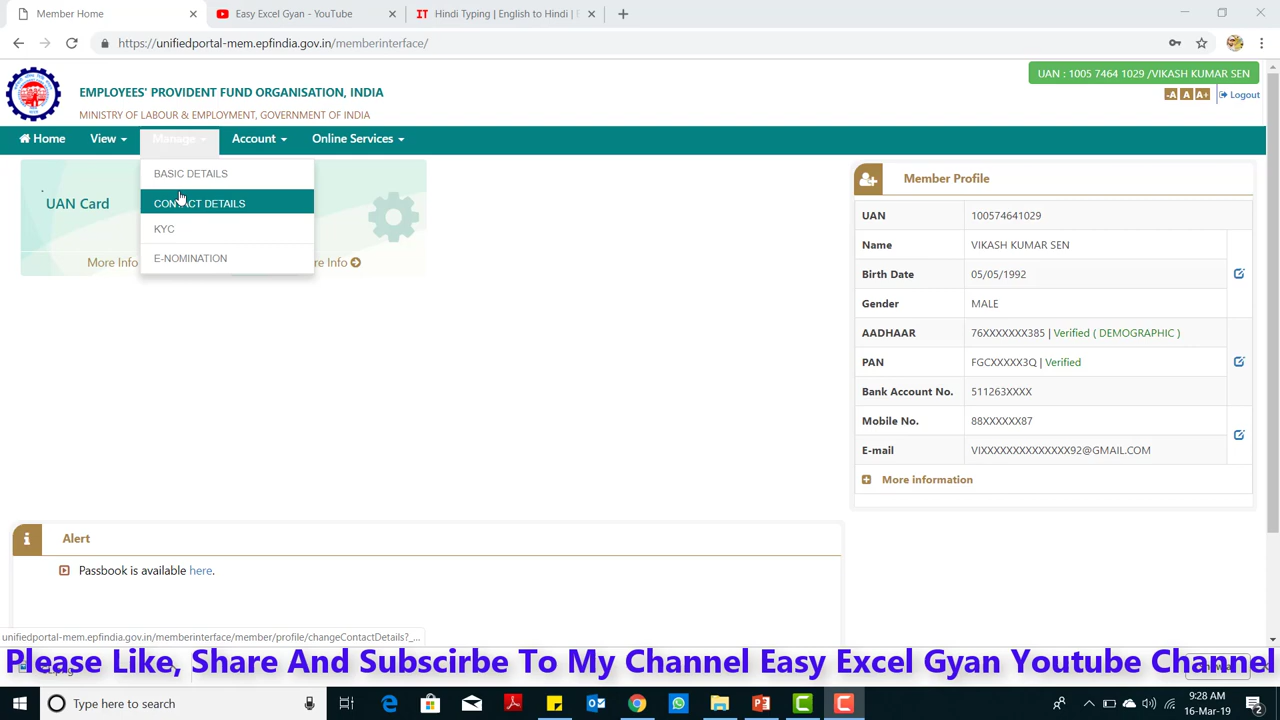 Member Home
Easy Excel Gyan - YouTube
Hindi Typing | English to Hindi |
https://unifiedportal-mem.epfindia.gov.in/memberinterface/
UAN : 1005 7464 1029 /VIKASH KUMAR SEN
EMPLOYEES' PROVIDENT FUND ORGANISATION, INDIA
MINISTRY OF LABOUR & EMPLOYMENT, GOVERNMENT OF INDIA
-A A A+ Logout
Home View Manage Account Online Services
BASIC DETAILS
CONTACT DETAILS
KYC
E-NOMINATION
UAN Card
More Info
re Info
Member Profile
UAN 100574641029
Name VIKASH KUMAR SEN
Birth Date 05/05/1992
Gender MALE
AADHAAR 76XXXXXXX385 | Verified ( DEMOGRAPHIC )
PAN FGCXXXXX3Q | Verified
Bank Account No. 511263XXXX
Mobile No. 88XXXXXX87
E-mail VIXXXXXXXXXXXXXX92@GMAIL.COM
More information
Alert
Passbook is available here.
unifiedportal-mem.epfindia.gov.in/memberinterface/member/profile/changeContactDetails?_...
Please Like, Share And Subscirbe To My Channel Easy Excel Gyan Youtube Channel
Type here to search
9:28 AM
16-Mar-19
2